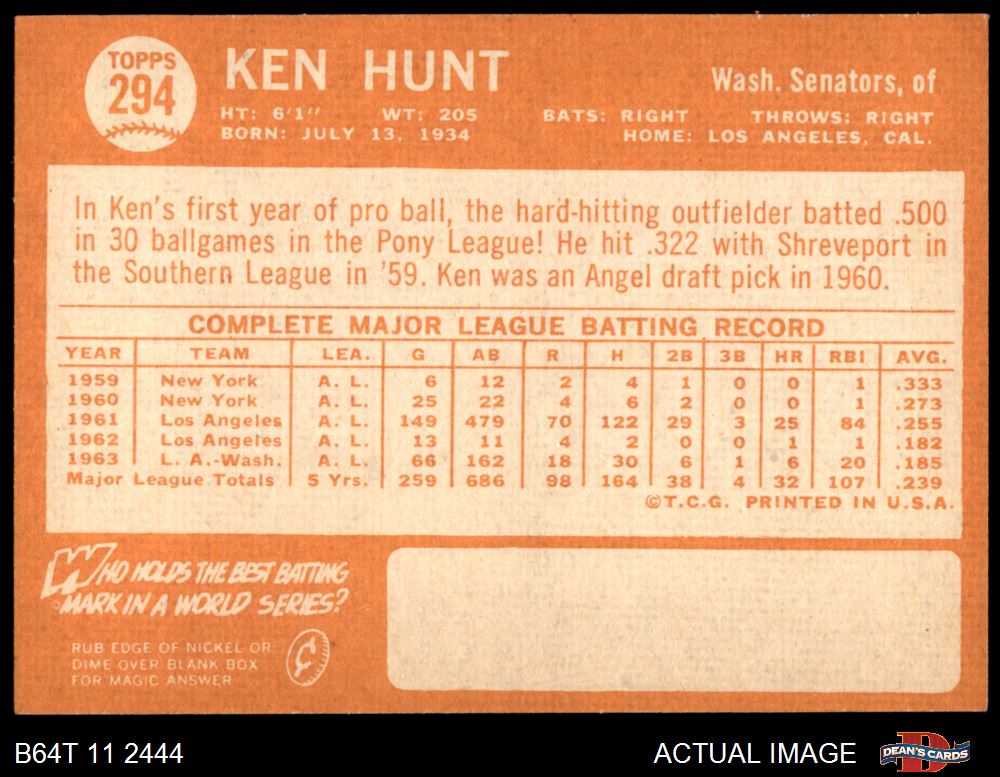 TOPPS
294
KEN HUNT
Wash. Senators, of
HT: 6'1" WT: 205 BATS: RIGHT THROWS: RIGHT
BORN: JULY 13, 1934 HOME: LOS ANGELES, CAL.
In Ken's first year of pro ball, the hard-hitting outfielder batted .500
in 30 ballgames in the Pony League! He hit .322 with Shreveport in
the Southern League in '59. Ken was an Angel draft pick in 1960.
COMPLETE MAJOR LEAGUE BATTING RECORD
YEAR TEAM LEA. G AB R H 2B 3B HR RBI AVG.
1959 New York A. L. 6 12 2 4 1 0 0 1 .333
1960 New York A. L. 25 22 4 6 2 0 0 1 .273
1961 Los Angeles A. L. 149 479 70 122 29 3 25 84 .255
1962 Los Angeles A. L. 13 11 4 2 0 0 1 1 .182
1963 L. A.-Wash. A. L. 66 162 18 30 6 1 6 20 .185
Major League Totals 5 Yrs. 259 686 98 164 38 4 32 107 .239
©T.C.G. PRINTED IN U.S.A.
WHO HOLDS THE BEST BATTING
MARK IN A WORLD SERIES?
RUB EDGE OF NICKEL OR
DIME OVER BLANK BOX
FOR MAGIC ANSWER
¢
B64T 11 2444
ACTUAL IMAGE
D
DEAN'S CARDS